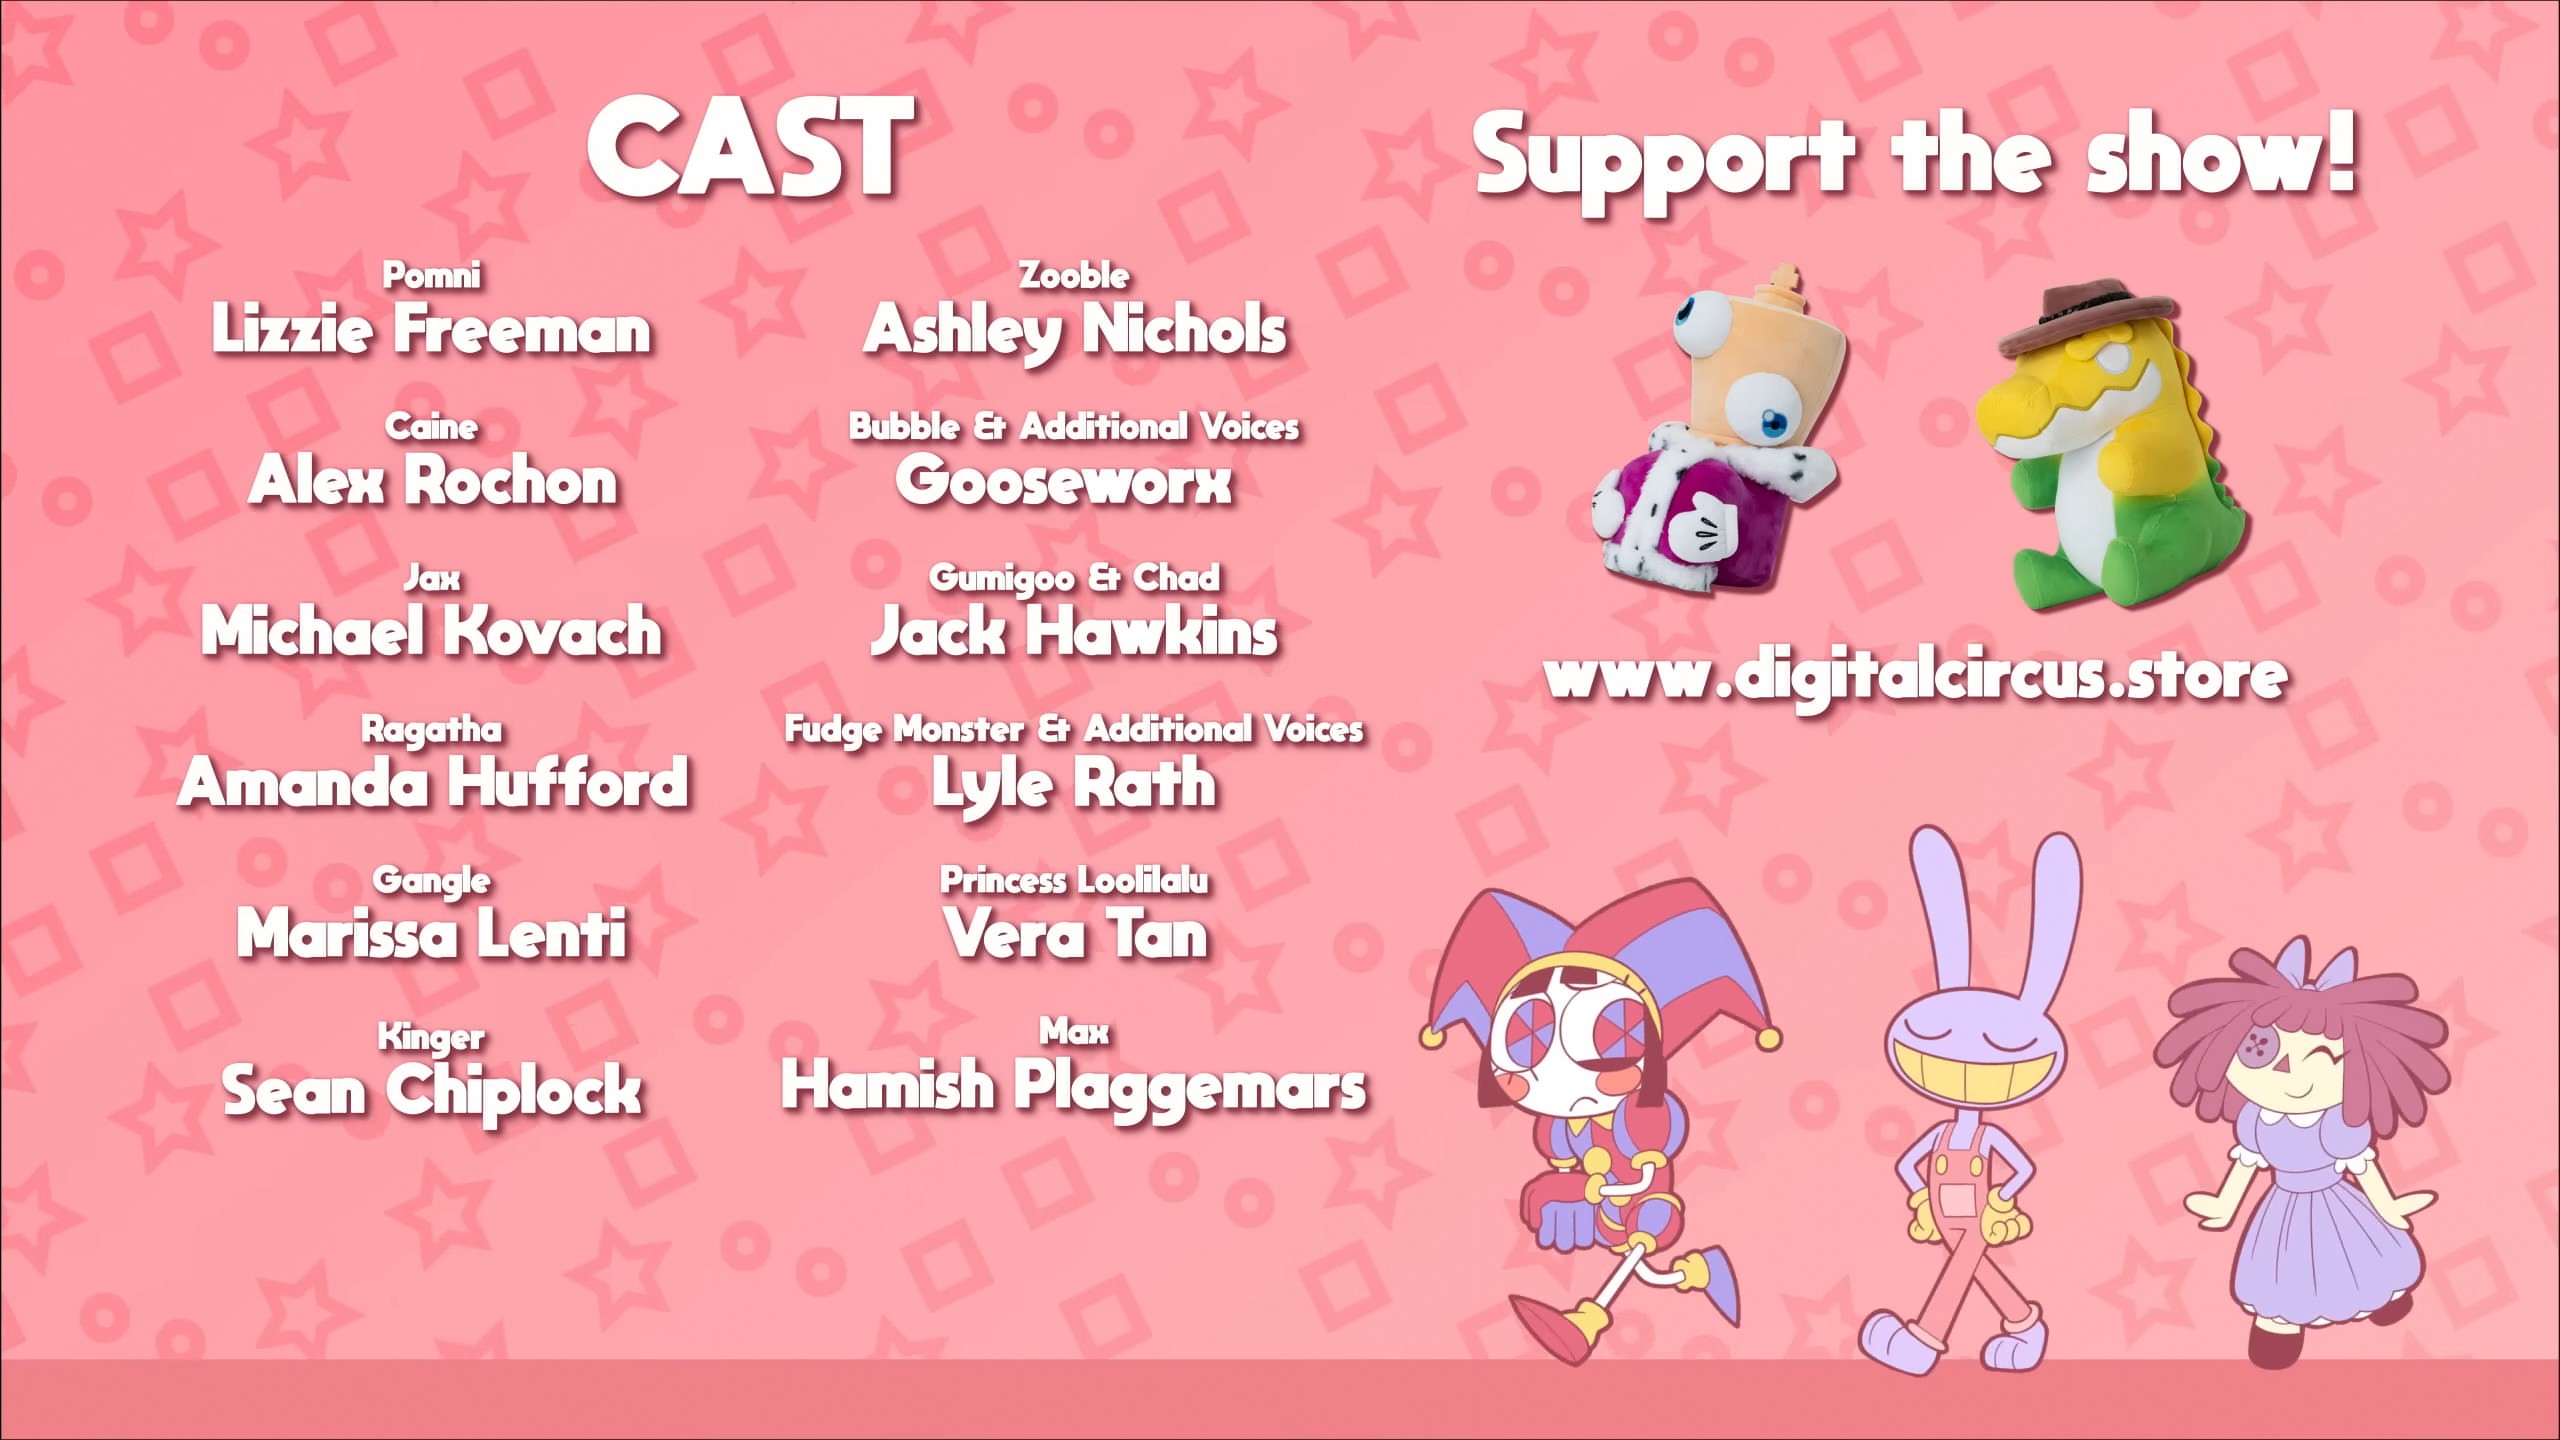 CAST
Pomni
Lizzie Freeman
Caine
Alex Rochon
Jax
Michael Kovach
Ragatha
Amanda Hufford
Gangle
Marissa Lenti
Kinger
Sean Chiplock
Zooble
Ashley Nichols
Bubble & Additional Voices
Gooseworx
Gumigoo & Chad
Jack Hawkins
Fudge Monster & Additional Voices
Lyle Rath
Princess Loolilalu
Vera Tan
Max
Hamish Plaggemars
Support the show!
www.digitalcircus.store